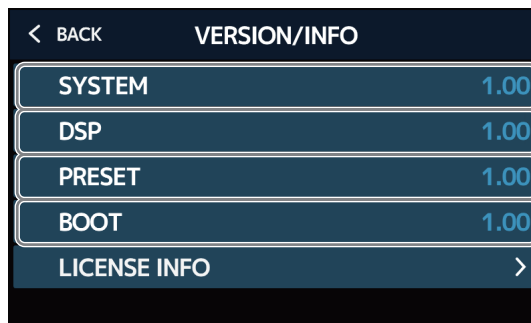 BACK VERSION/INFO
SYSTEM 1.00
DSP 1.00
PRESET 1.00
BOOT 1.00
LICENSE INFO